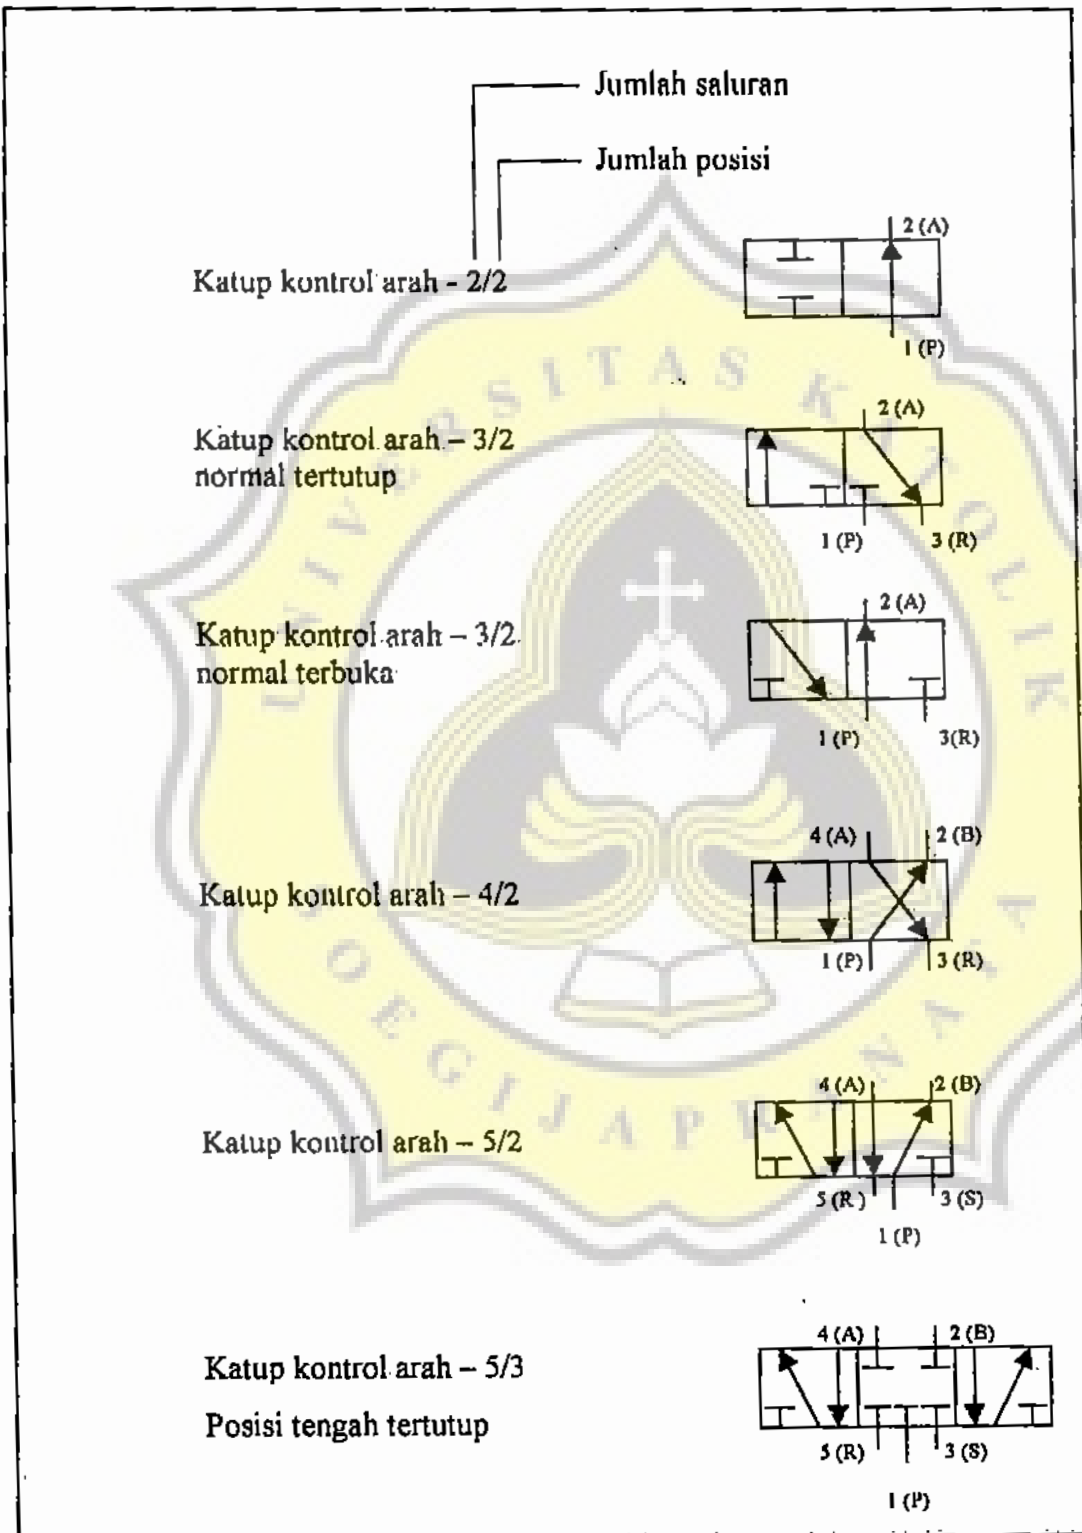 Jumlah saluran
Jumlah posisi
Katup kontrol arah - 2/2
2 (A)
1 (P)
Katup kontrol arah – 3/2
normal tertutup
2 (A)
1 (P) 3 (R)
Katup kontrol arah – 3/2
normal terbuka
2 (A)
1 (P) 3(R)
Katup kontrol arah – 4/2
4 (A) 2 (B)
1 (P) 3 (R)
Katup kontrol arah – 5/2
4 (A) 2 (B)
5 (R) 3 (S)
1 (P)
Katup kontrol arah – 5/3
Posisi tengah tertutup
4 (A) 2 (B)
5 (R) 3 (S)
1 (P)
UNIVERSITAS KATOLIK
SOEGIJAPRANATA